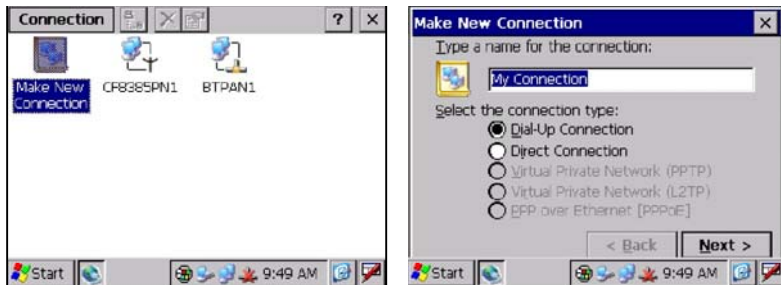 Connection
? ×
Make New Connection
CF8385PN1
BTPAN1
Start
9:49 AM
Make New Connection
×
Type a name for the connection:
My Connection
Select the connection type:
Dial-Up Connection
Direct Connection
Virtual Private Network (PPTP)
Virtual Private Network (L2TP)
PPP over Ethernet [PPPoE]
< Back
Next >
Start
9:49 AM